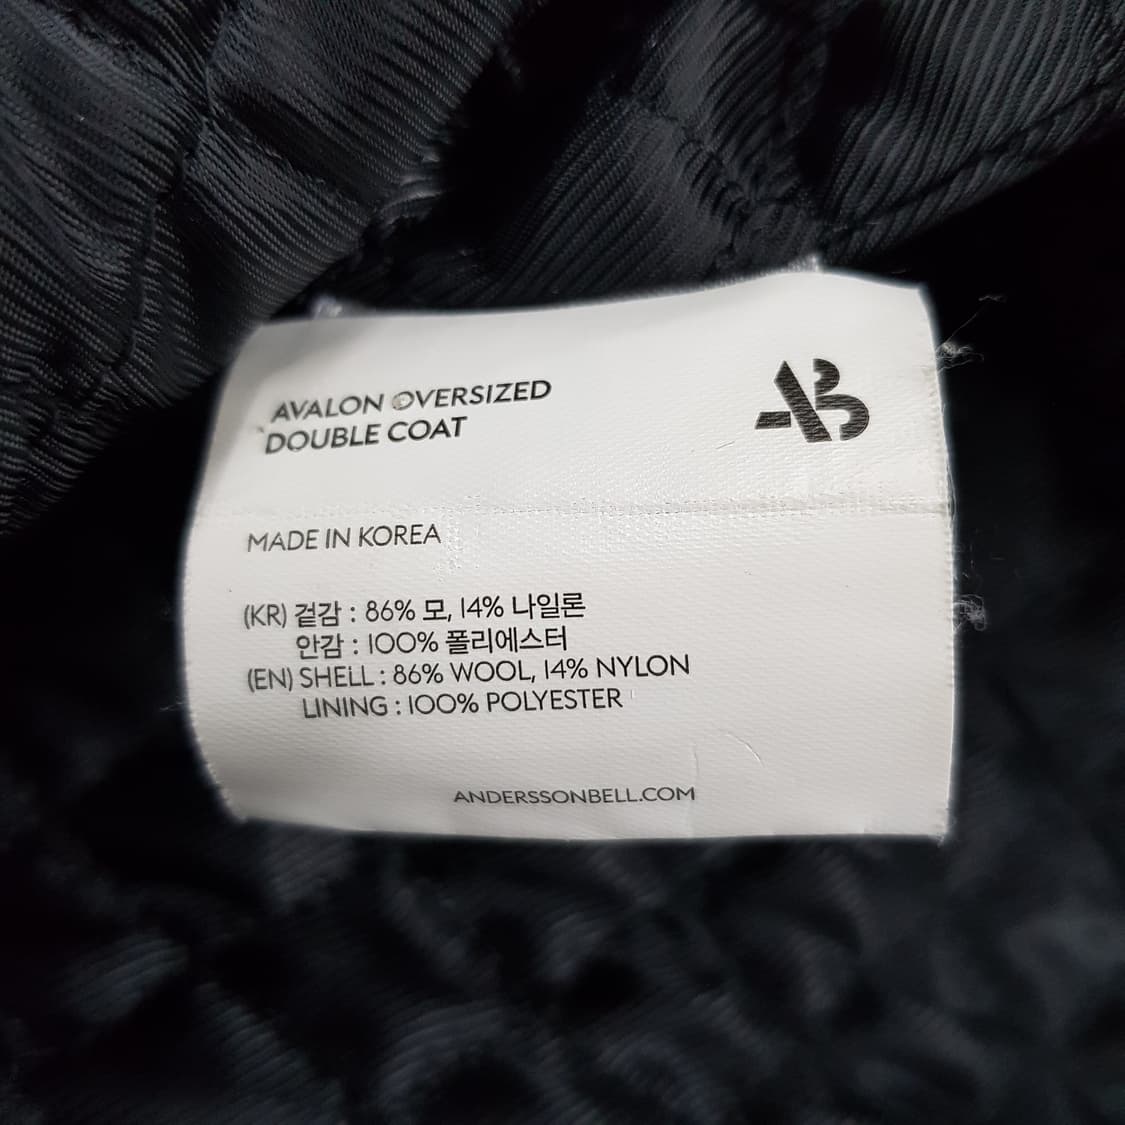 AVALON OVERSIZED
DOUBLE COAT
AB
MADE IN KOREA
(KR) 겉감 : 86% 모, 14% 나일론
안감 : 100% 폴리에스터
(EN) SHELL : 86% WOOL, 14% NYLON
LINING : 100% POLYESTER
ANDERSSONBELL.COM